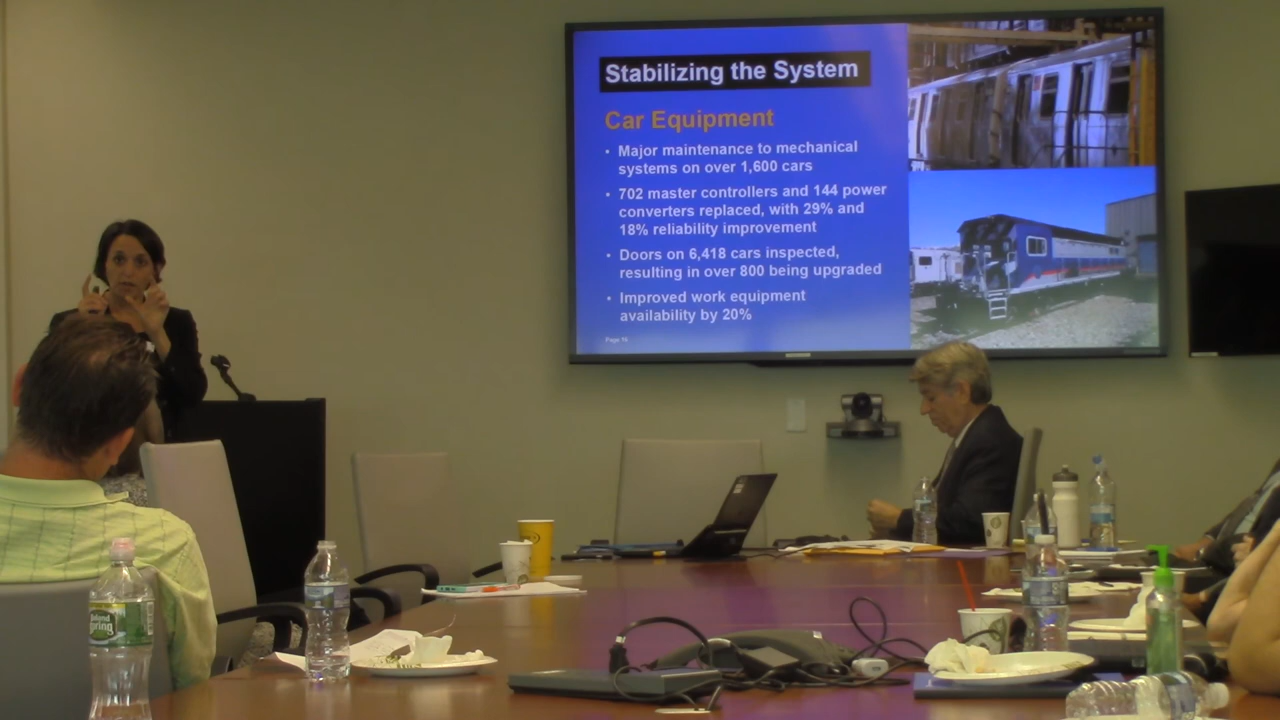 Stabilizing the System
Car Equipment
• Major maintenance to mechanical
systems on over 1,600 cars
• 702 master controllers and 144 power
converters replaced, with 29% and
18% reliability improvement
• Doors on 6,418 cars inspected,
resulting in over 800 being upgraded
• Improved work equipment
availability by 20%